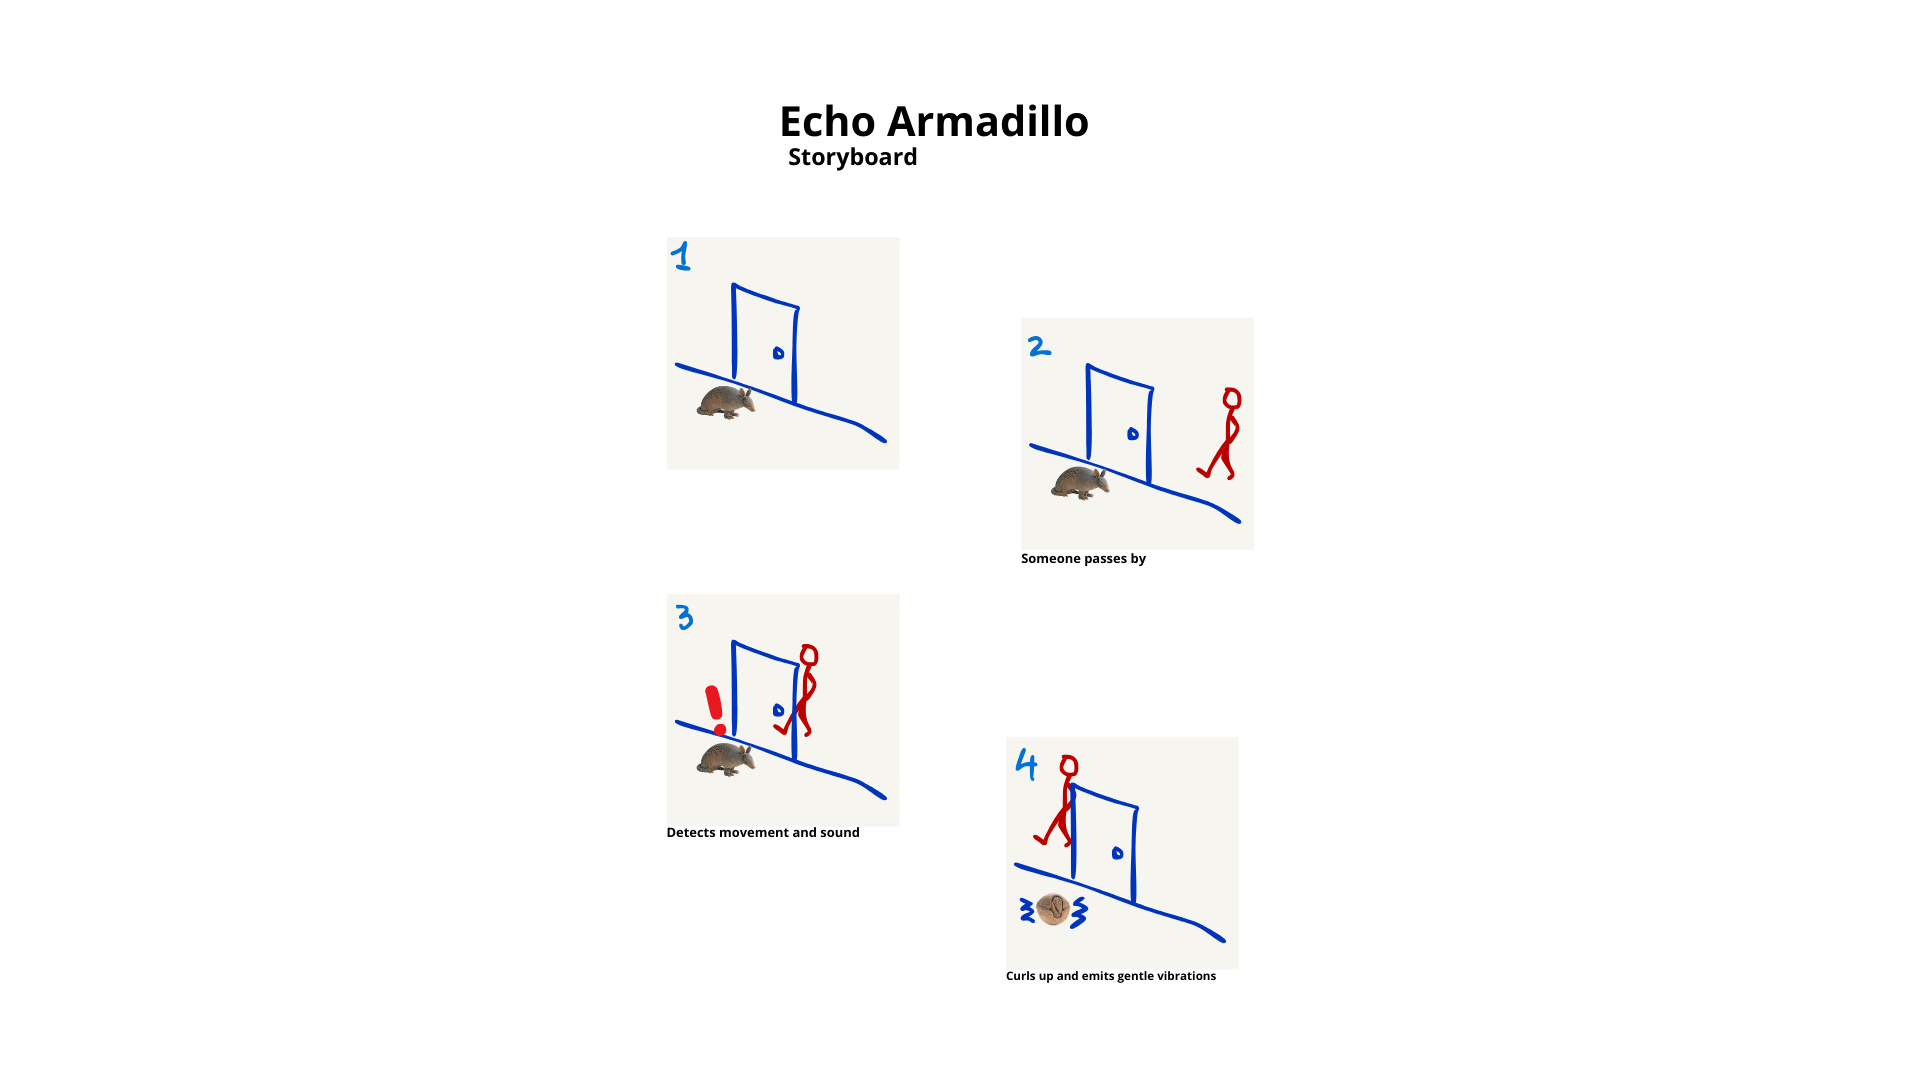 Echo Armadillo
Storyboard
1
2
Someone passes by
3
!
Detects movement and sound
4
Curls up and emits gentle vibrations